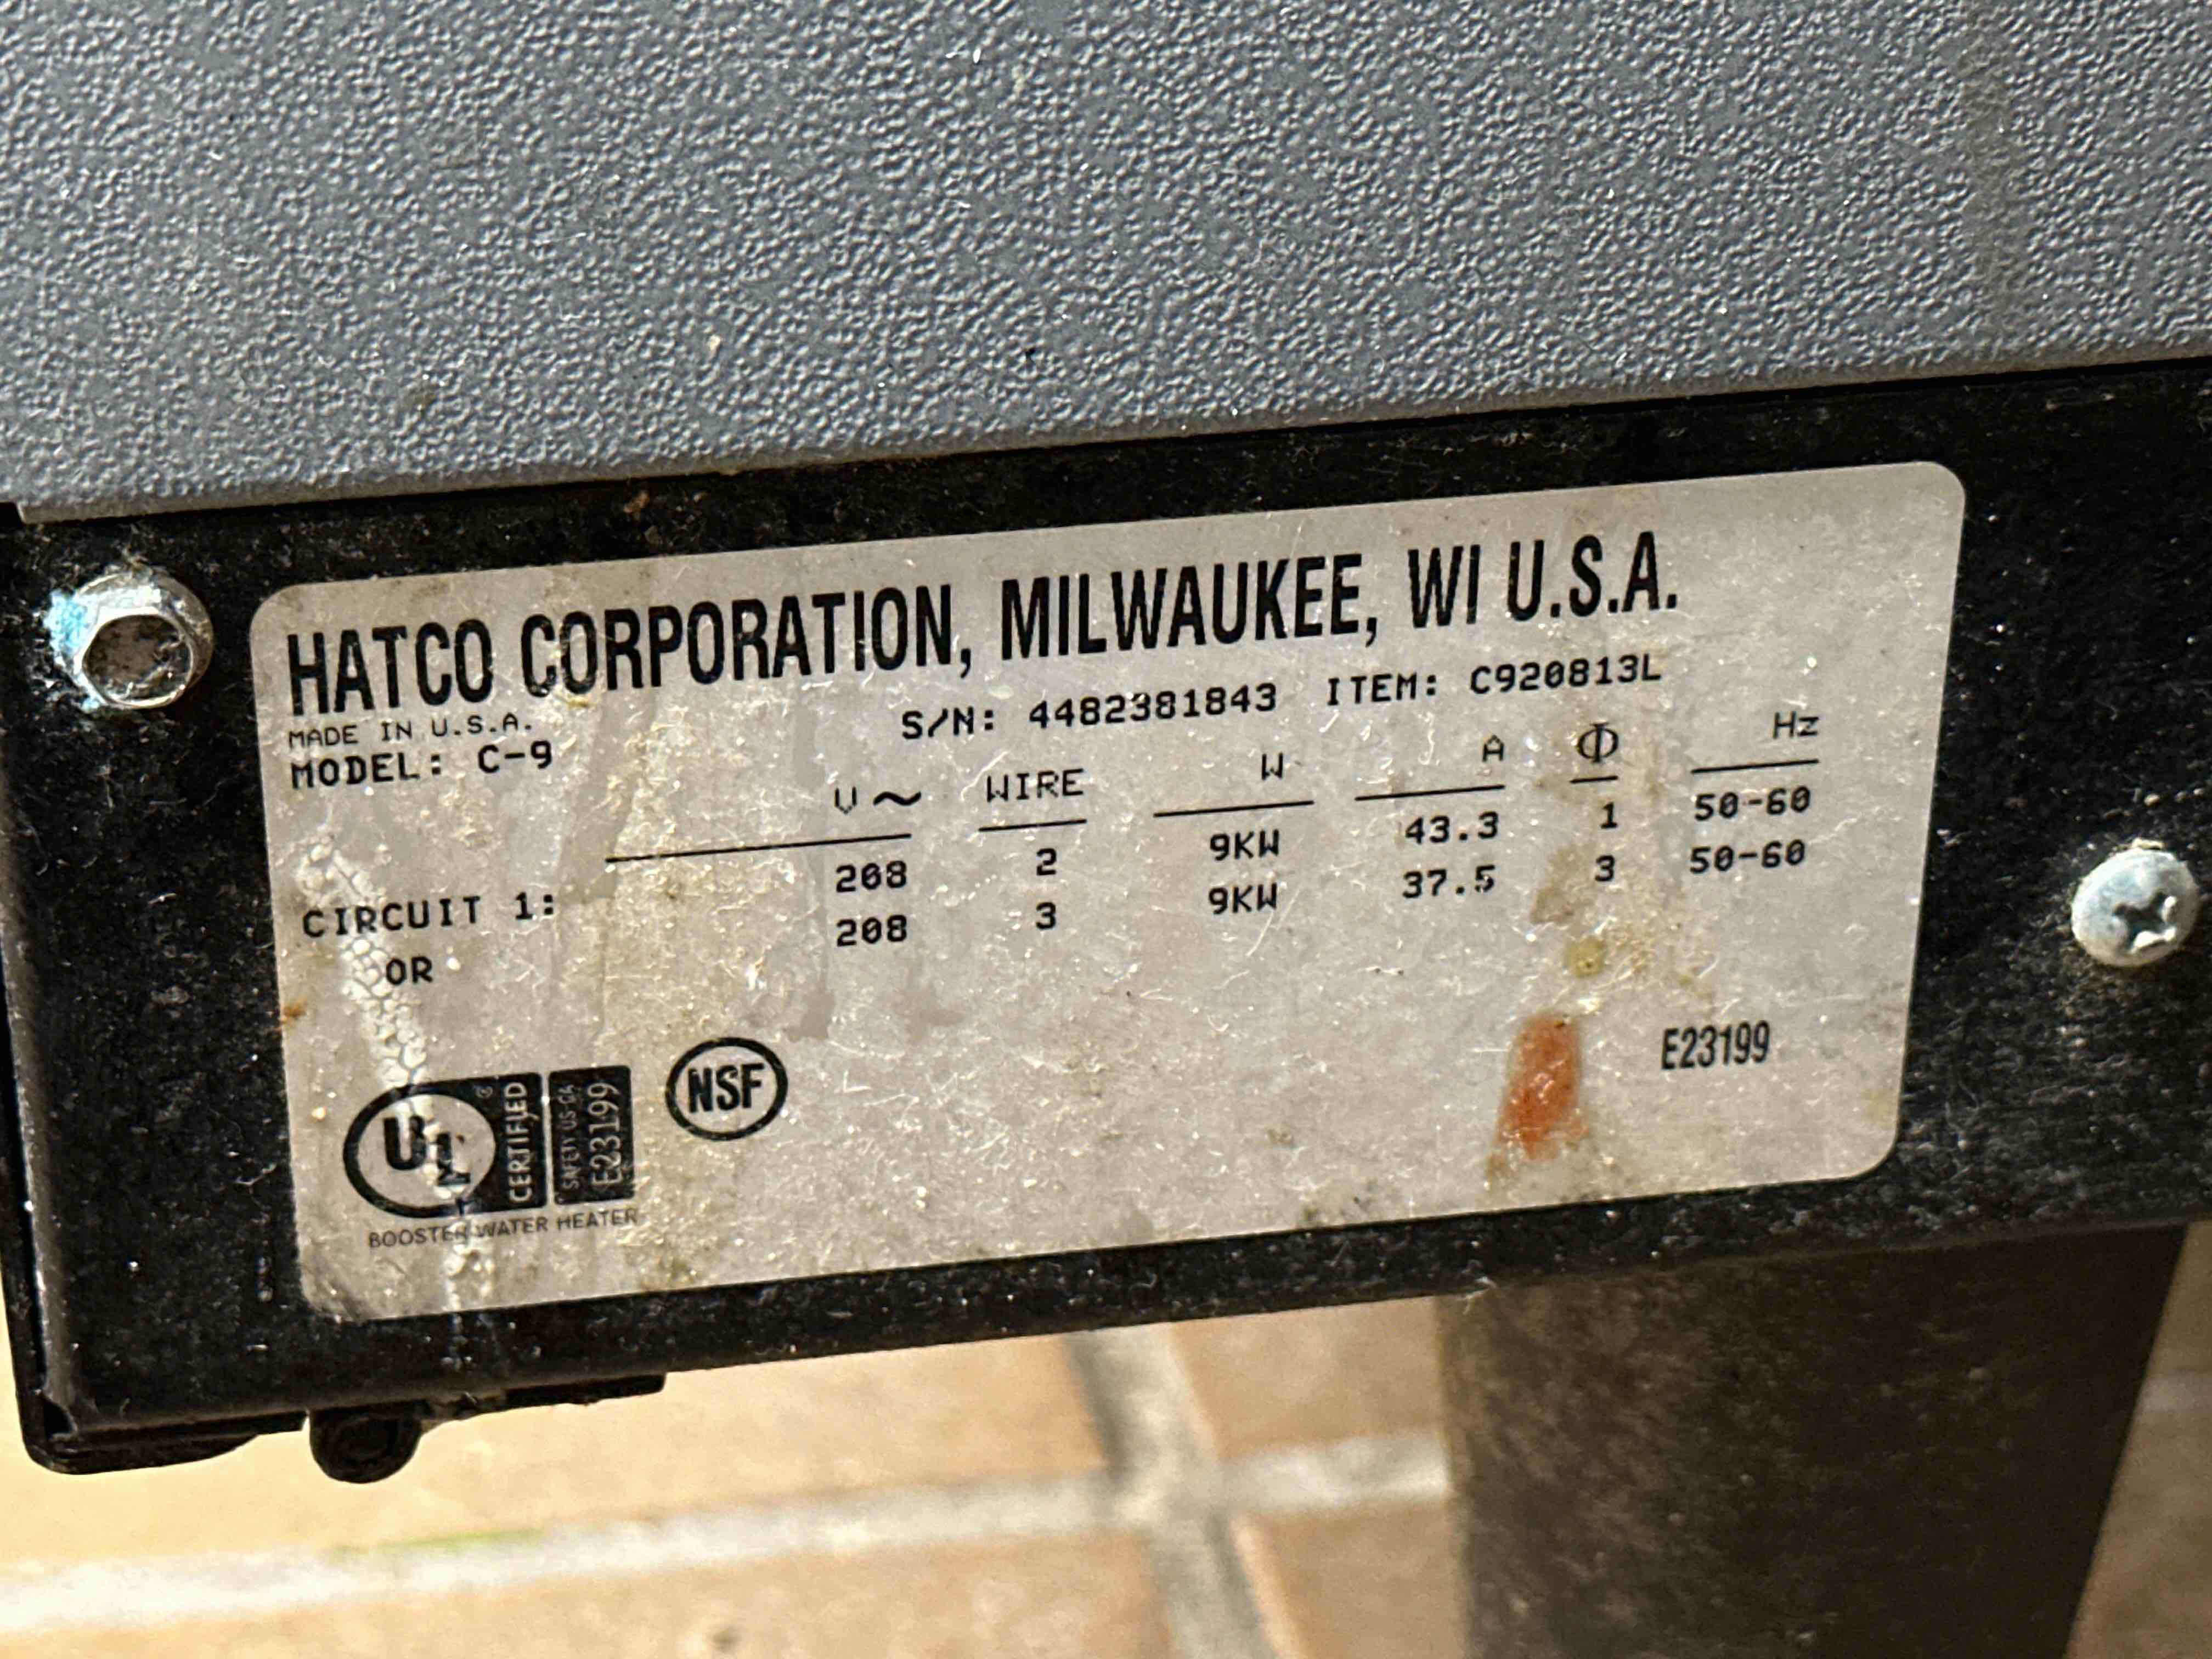 HATCO CORPORATION, MILWAUKEE, WI U.S.A.
MADE IN U.S.A.
S/N: 4482381843 ITEM: C920813L
MODEL: C-9
V~ WIRE W A Φ Hz
CIRCUIT 1: 208 2 9KW 43.3 1 50-60
OR 208 3 9KW 37.5 3 50-60
UL CERTIFIED SAFETY US-CA E23199
NSF
E23199
BOOSTER WATER HEATER